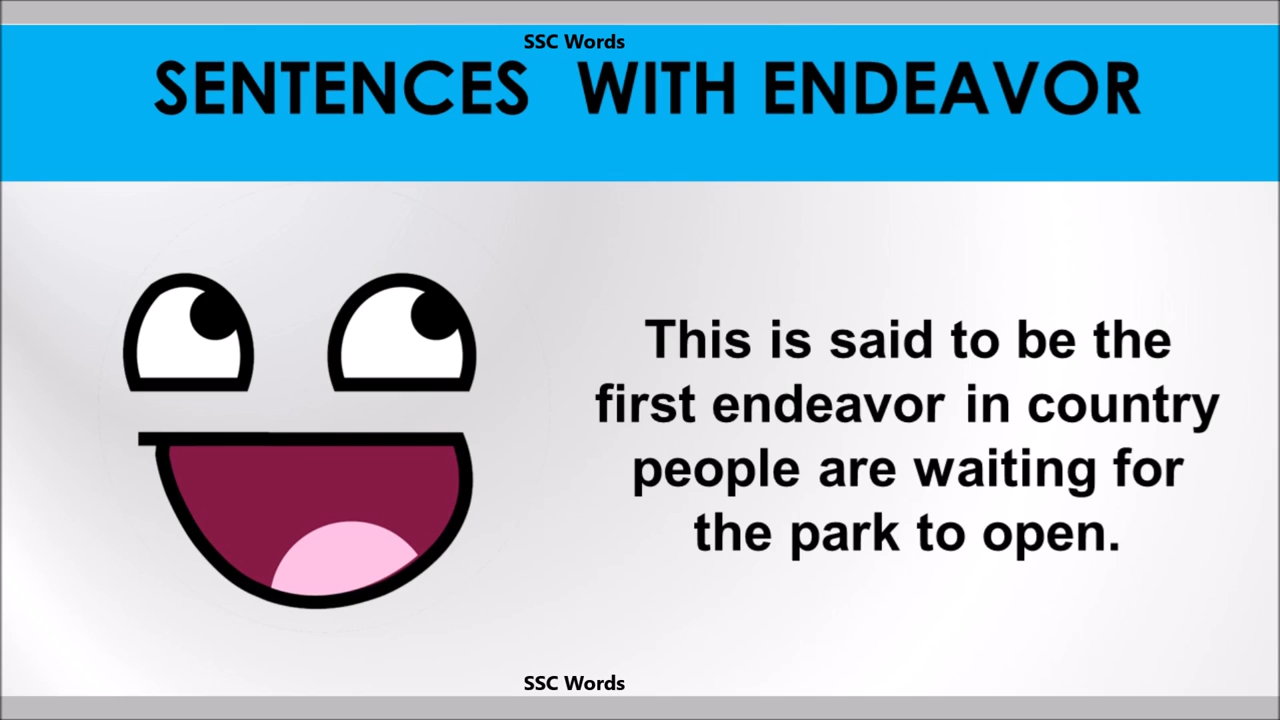 SSC Words
SENTENCES WITH ENDEAVOR
This is said to be the
first endeavor in country
people are waiting for
the park to open.
SSC Words